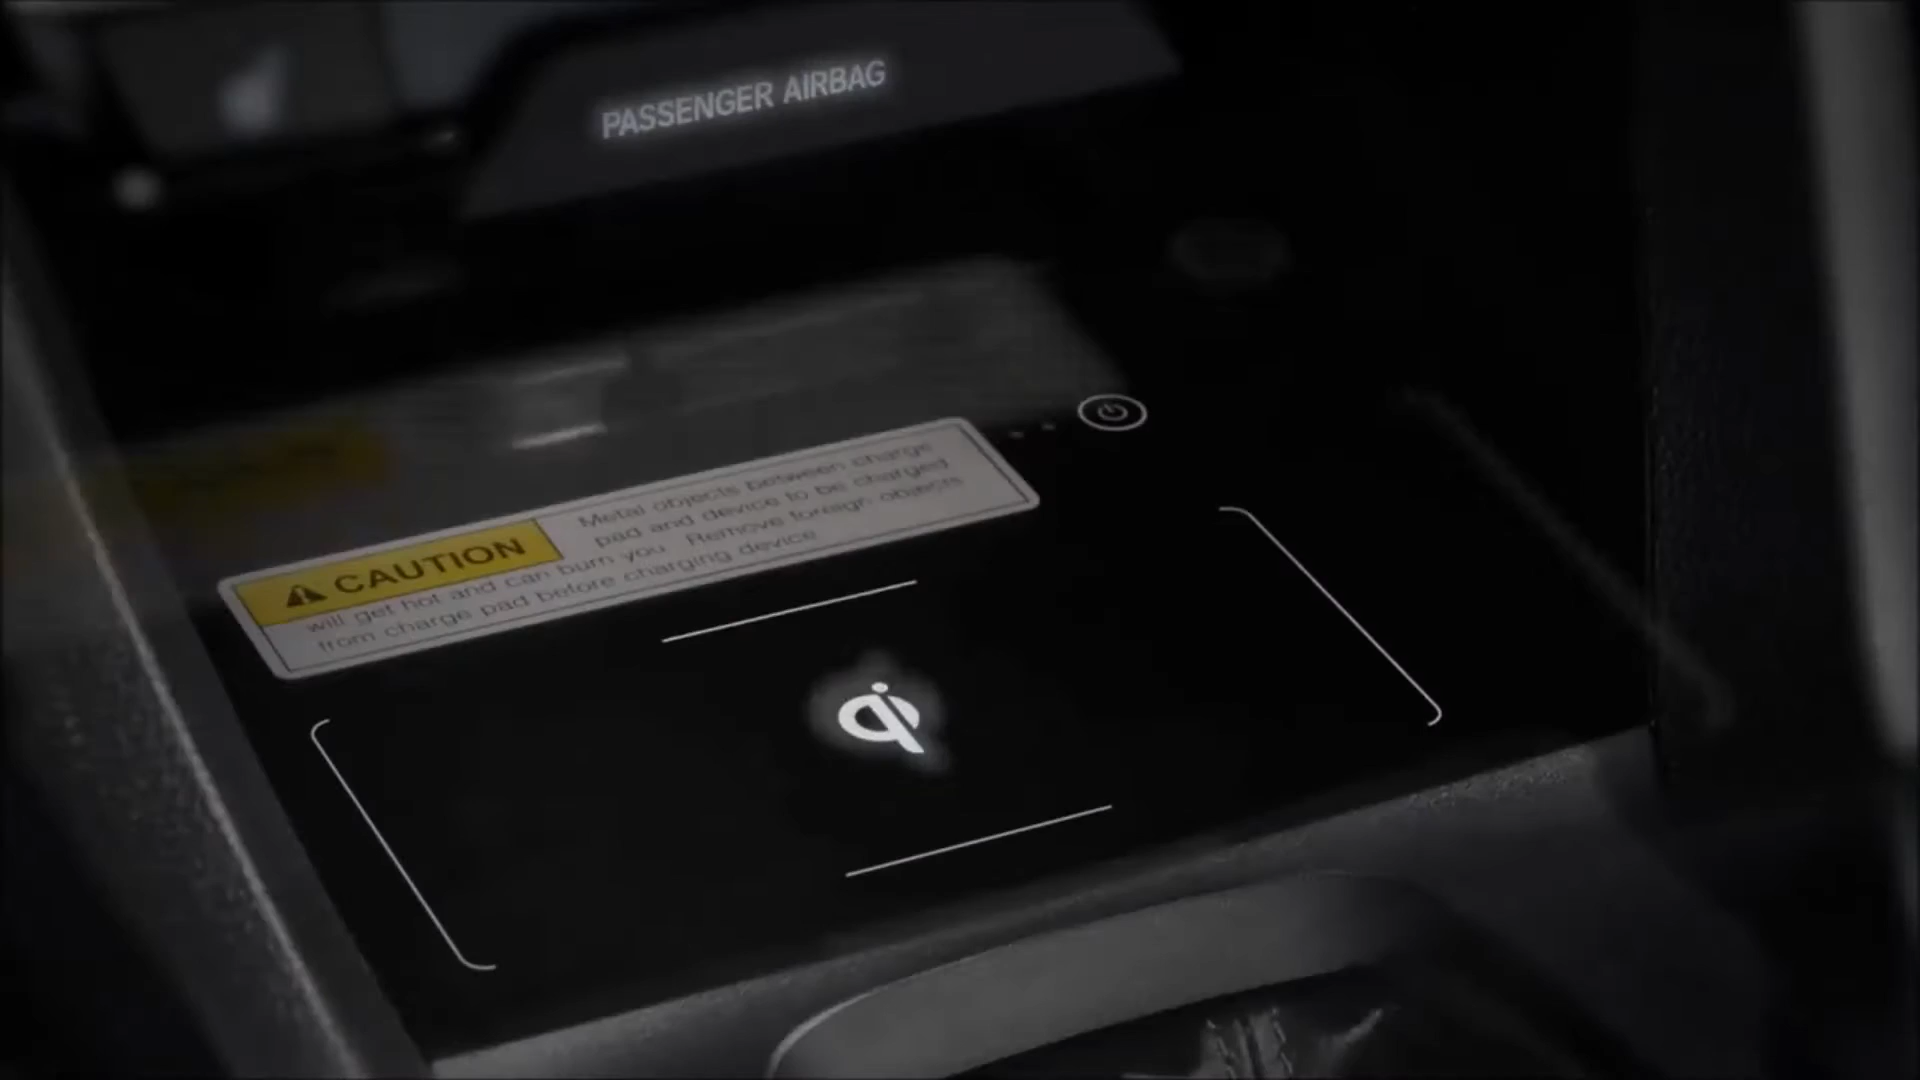 PASSENGER AIRBAG
Metal objects between charge
CAUTION pad and device to be charged
will get hot and can burn you. Remove foreign objects
from charge pad before charging device
qi